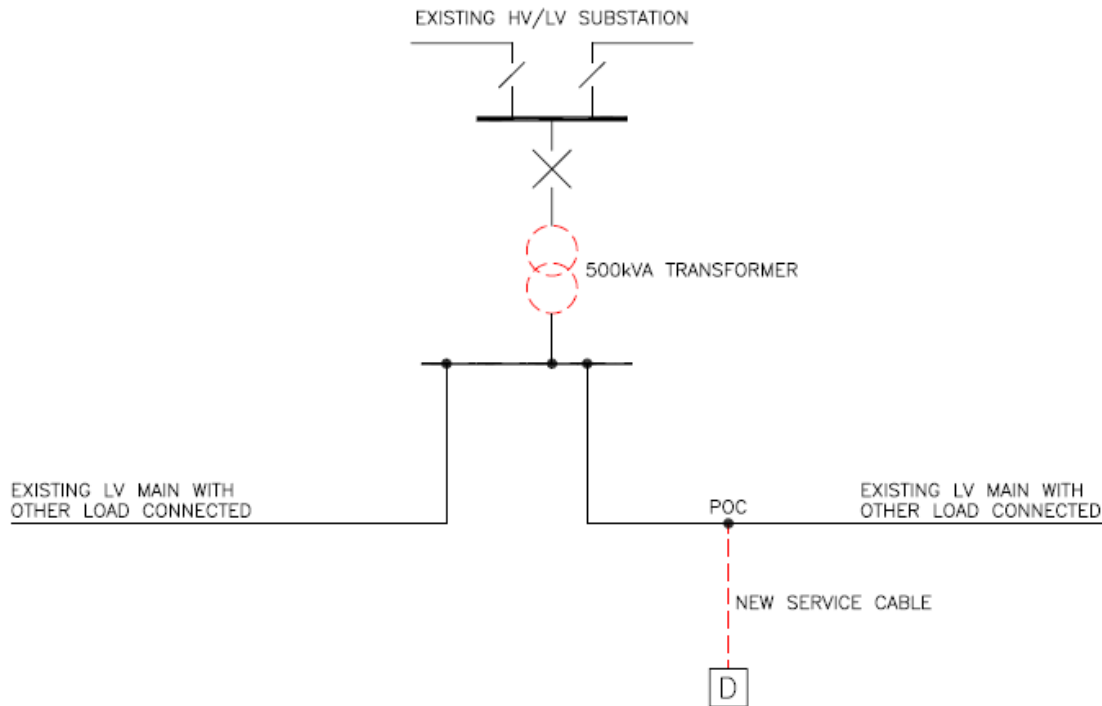 EXISTING HV/LV SUBSTATION
500kVA TRANSFORMER
EXISTING LV MAIN WITH
OTHER LOAD CONNECTED
POC
EXISTING LV MAIN WITH
OTHER LOAD CONNECTED
NEW SERVICE CABLE
D